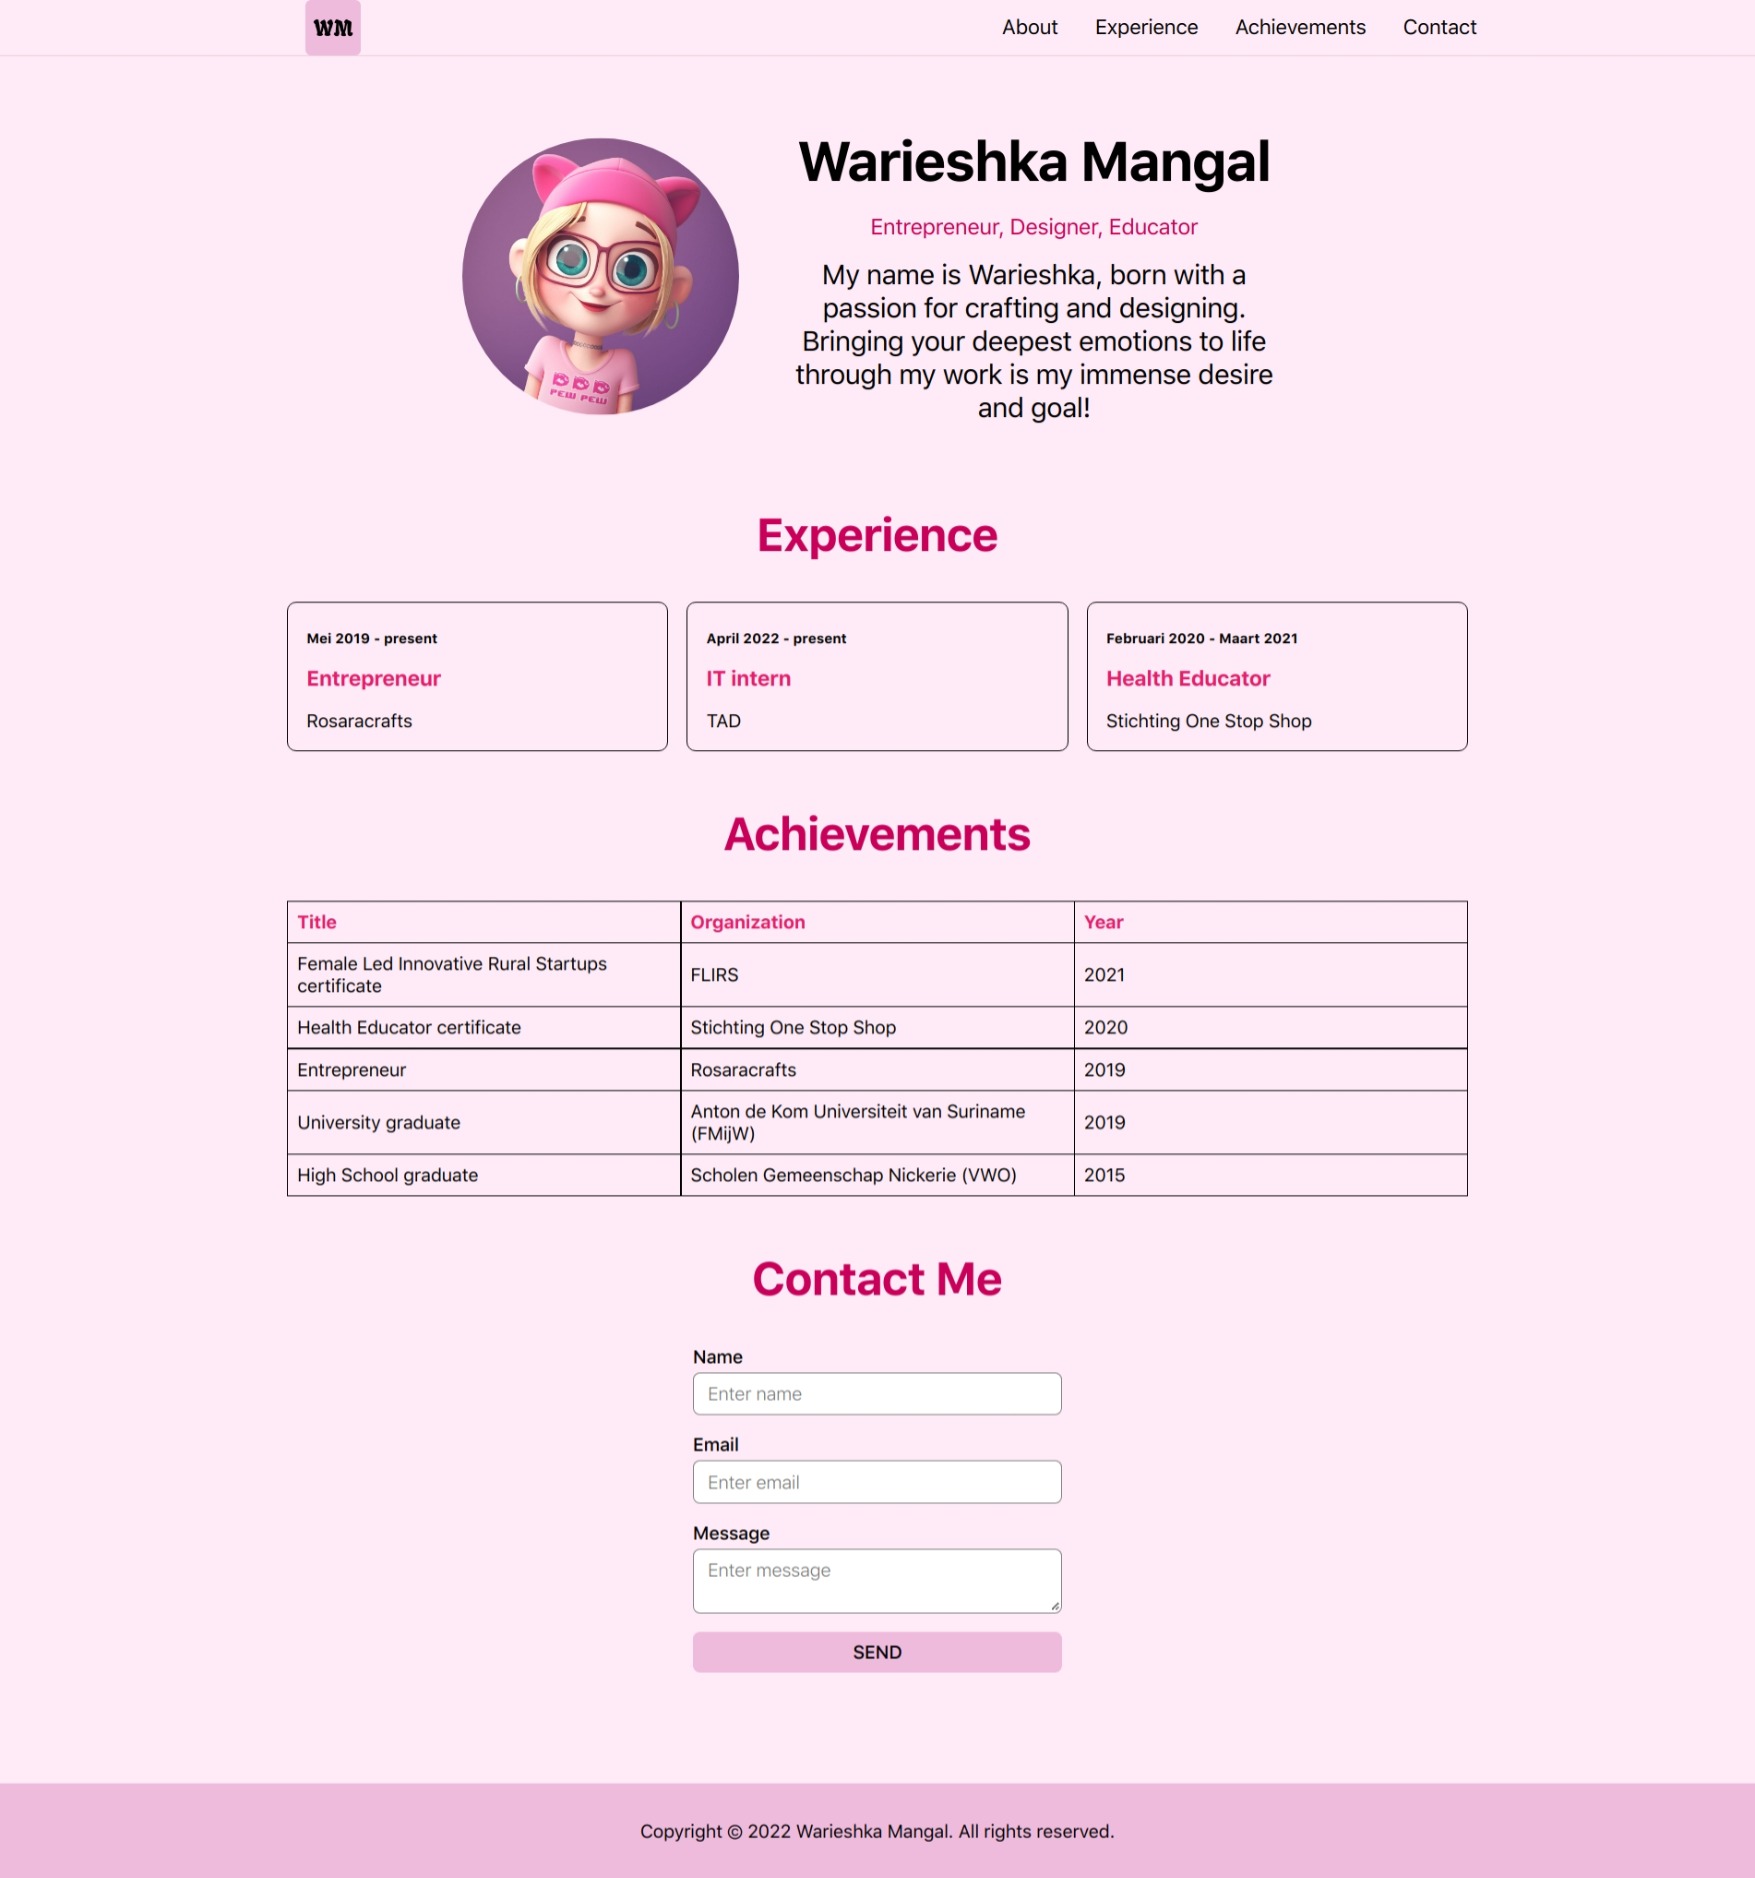 WM
About Experience Achievements Contact
Warieshka Mangal
Entrepreneur, Designer, Educator
My name is Warieshka, born with a
passion for crafting and designing.
Bringing your deepest emotions to life
through my work is my immense desire
and goal!
PEW PEW
Experience
Mei 2019 - present
Entrepreneur
Rosaracrafts
April 2022 - present
IT intern
TAD
Februari 2020 - Maart 2021
Health Educator
Stichting One Stop Shop
Achievements
Title Organization Year
Female Led Innovative Rural Startups
certificate
FLIRS
2021
Health Educator certificate Stichting One Stop Shop 2020
Entrepreneur Rosaracrafts 2019
University graduate
Anton de Kom Universiteit van Suriname
(FMijW)
2019
High School graduate Scholen Gemeenschap Nickerie (VWO) 2015
Contact Me
Name
Enter name
Email
Enter email
Message
Enter message
SEND
Copyright © 2022 Warieshka Mangal. All rights reserved.